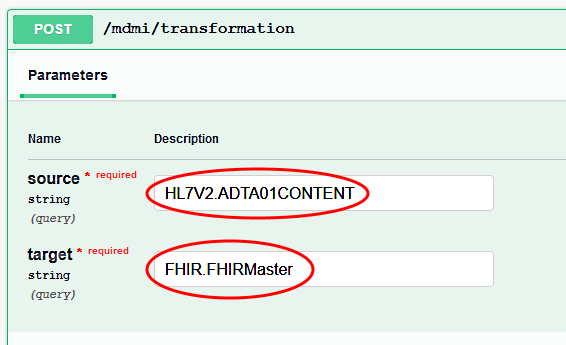 POST /mdmi/transformation
Parameters
Name Description
source * required
string
(query)
HL7V2.ADTA01CONTENT
target * required
string
(query)
FHIR.FHIRMaster